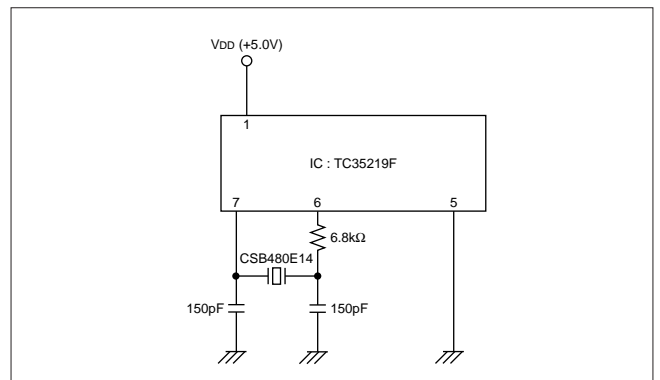 VDD (+5.0V)
1
IC : TC35219F
7
6
5
6.8kΩ
CSB480E14
150pF
150pF